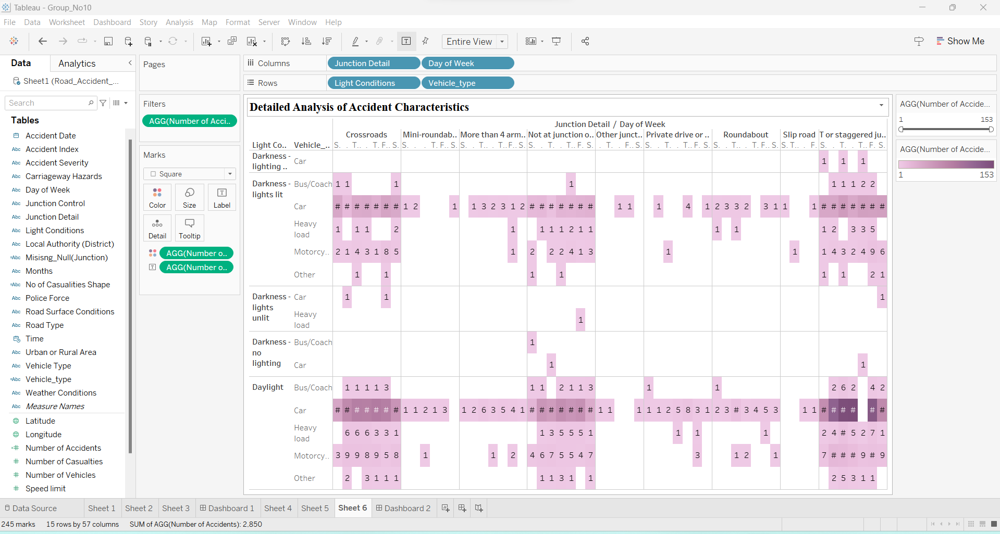 Tableau - Group_No10
File Data Worksheet Dashboard Story Analysis Map Format Server Window Help
Entire View
Show Me
Data Analytics
Sheet1 (Road_Accident_...
Search
Tables
Accident Date
Abc Accident Index
Abc Accident Severity
Abc Carriageway Hazards
Abc Day of Week
Abc Junction Control
Abc Junction Detail
Abc Light Conditions
Abc Local Authority (District)
=Abc Misisng_Null(Junction)
Abc Months
=Abc No of Casualties Shape
Abc Police Force
Abc Road Surface Conditions
Abc Road Type
Time
Abc Urban or Rural Area
Abc Vehicle Type
=Abc Vehicle_type
Abc Weather Conditions
Abc Measure Names
Latitude
Longitude
=# Number of Accidents
# Number of Casualties
# Number of Vehicles
# Speed limit
Pages
Filters
AGG(Number of Acci..
Marks
Square
Color Size Label
Detail Tooltip
AGG(Number o..
AGG(Number o..
Columns Junction Detail Day of Week
Rows Light Conditions Vehicle_type
Detailed Analysis of Accident Characteristics
Junction Detail / Day of Week
Crossroads Mini-roundab.. More than 4 arm.. Not at junction o.. Other junct.. Private drive or .. Roundabout Slip road T or staggered ju..
Light Co.. Vehicle_.. S. . T.. . T. F.. S. S. . . . T. F. S. S. . T. . T. F.. S. S. . T. . T. F. S. . T. . T. S. S. . T. . T. F. S. S. . T. . T. F. S. S. T.. . F. S. . T. . T. F. S.
Darkness - lighting .. Car 1 1 1
Darkness - lights lit Bus/Coach 1 1 1 1 1 1 1 2 2
Car # # # # # # # 1 2 1 1 3 2 3 1 2 # # # # # # # 1 1 1 4 1 2 3 3 2 3 1 1 1 # # # # # # #
Heavy load 1 1 1 2 1 1 1 1 2 1 1 1 1 1 2 3 3 5
Motorcy.. 2 1 4 3 1 8 5 1 2 2 2 4 1 3 1 1 1 4 3 2 4 9 6
Other 1 1 1 1 1 1 2 1
Darkness - lights unlit Car 1 1 1
Heavy load 1
Darkness - no lighting Bus/Coach 1
Car 1 1
Daylight Bus/Coach 1 1 1 1 3 1 1 2 1 1 3 1 1 2 6 2 4 2
Car # # # # # # # 1 1 2 1 3 1 2 6 3 5 4 1 # # # # # # # 1 1 1 1 1 2 5 8 3 1 2 3 # 3 4 5 3 1 1 # # # # # #
Heavy load 6 6 6 3 3 1 1 3 5 5 5 1 1 1 1 2 4 # 5 2 7 1
Motorcy.. 3 9 9 8 9 5 8 1 1 2 4 6 7 5 5 4 7 3 1 2 1 7 # # # 9 # 9
Other 2 3 1 1 1 1 1 3 1 1 2 5 3 1 1
AGG(Number of Accide...
1 153
AGG(Number of Accide...
1 153
Data Source Sheet 1 Sheet 2 Sheet 3 Dashboard 1 Sheet 4 Sheet 5 Sheet 6 Dashboard 2
245 marks 15 rows by 57 columns SUM of AGG(Number of Accidents): 2,850